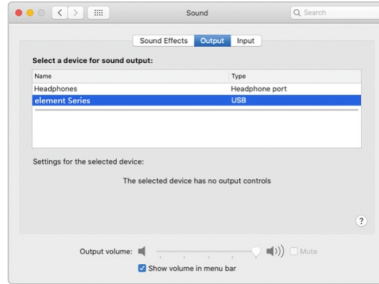 Sound
Search
Sound Effects Output Input
Select a device for sound output:
Name Type
Headphones Headphone port
element Series USB
Settings for the selected device:
The selected device has no output controls
?
Output volume: Mute
Show volume in menu bar